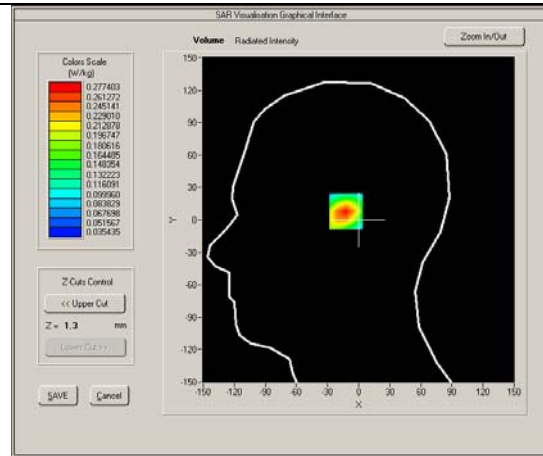 SAR Visualisation Graphical Interface
Volume Radiated Intensity
Zoom In/Out
Colors Scale
(W/kg)
0.277403
0.261272
0.245141
0.229010
0.212878
0.196747
0.180616
0.164485
0.148354
0.132223
0.116091
0.099960
0.083829
0.067698
0.051567
0.035435
Z Cuts Control
<< Upper Cut
Z = 1.3 mm
Lower Cut >>
SAVE Cancel
150
120
90
60
30
0
-30
-60
-90
-120
-150
Y
-150 -120 -90 -60 -30 0 30 60 90 120 150
X